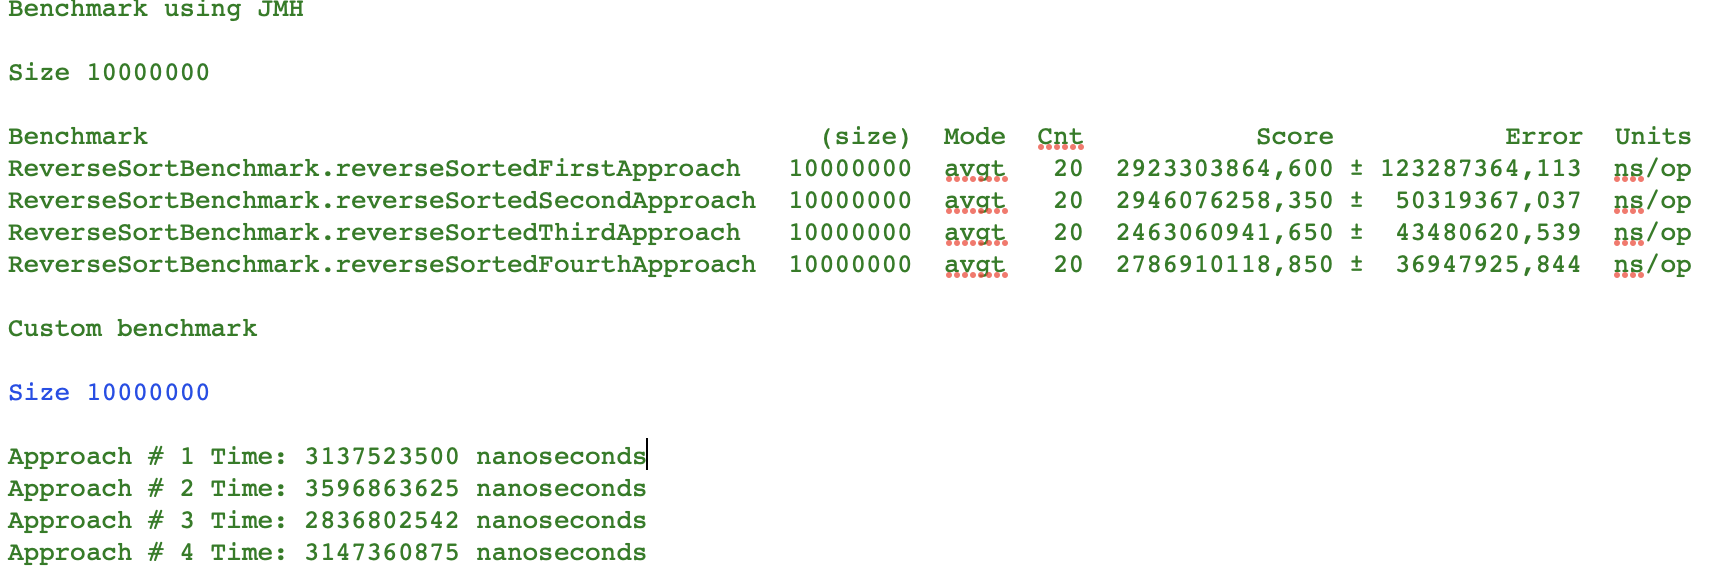 Benchmark using JMH
Size 10000000
Benchmark (size) Mode Cnt Score Error Units
ReverseSortBenchmark.reverseSortedFirstApproach 10000000 avgt 20 2923303864,600 ± 123287364,113 ns/op
ReverseSortBenchmark.reverseSortedSecondApproach 10000000 avgt 20 2946076258,350 ± 50319367,037 ns/op
ReverseSortBenchmark.reverseSortedThirdApproach 10000000 avgt 20 2463060941,650 ± 43480620,539 ns/op
ReverseSortBenchmark.reverseSortedFourthApproach 10000000 avgt 20 2786910118,850 ± 36947925,844 ns/op
Custom benchmark
Size 10000000
Approach # 1 Time: 3137523500 nanoseconds
Approach # 2 Time: 3596863625 nanoseconds
Approach # 3 Time: 2836802542 nanoseconds
Approach # 4 Time: 3147360875 nanoseconds